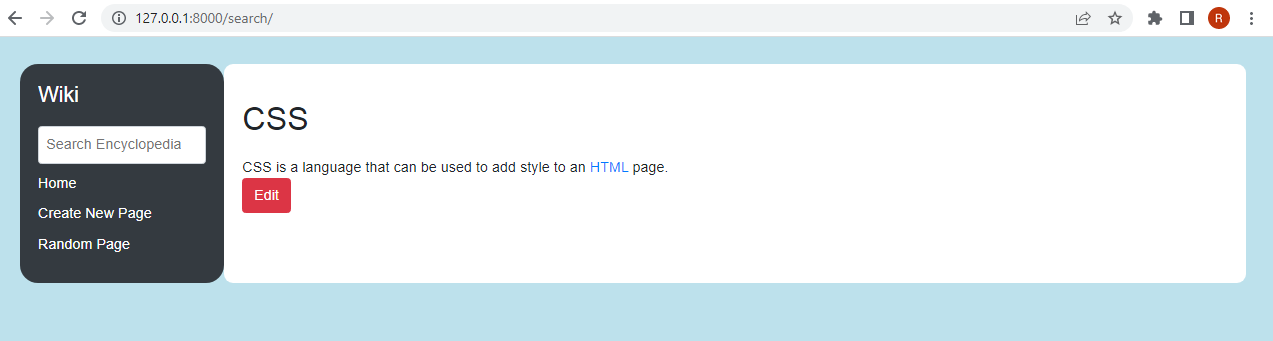 127.0.0.1:8000/search/
R
Wiki
Search Encyclopedia
Home
Create New Page
Random Page
CSS
CSS is a language that can be used to add style to an HTML page.
Edit